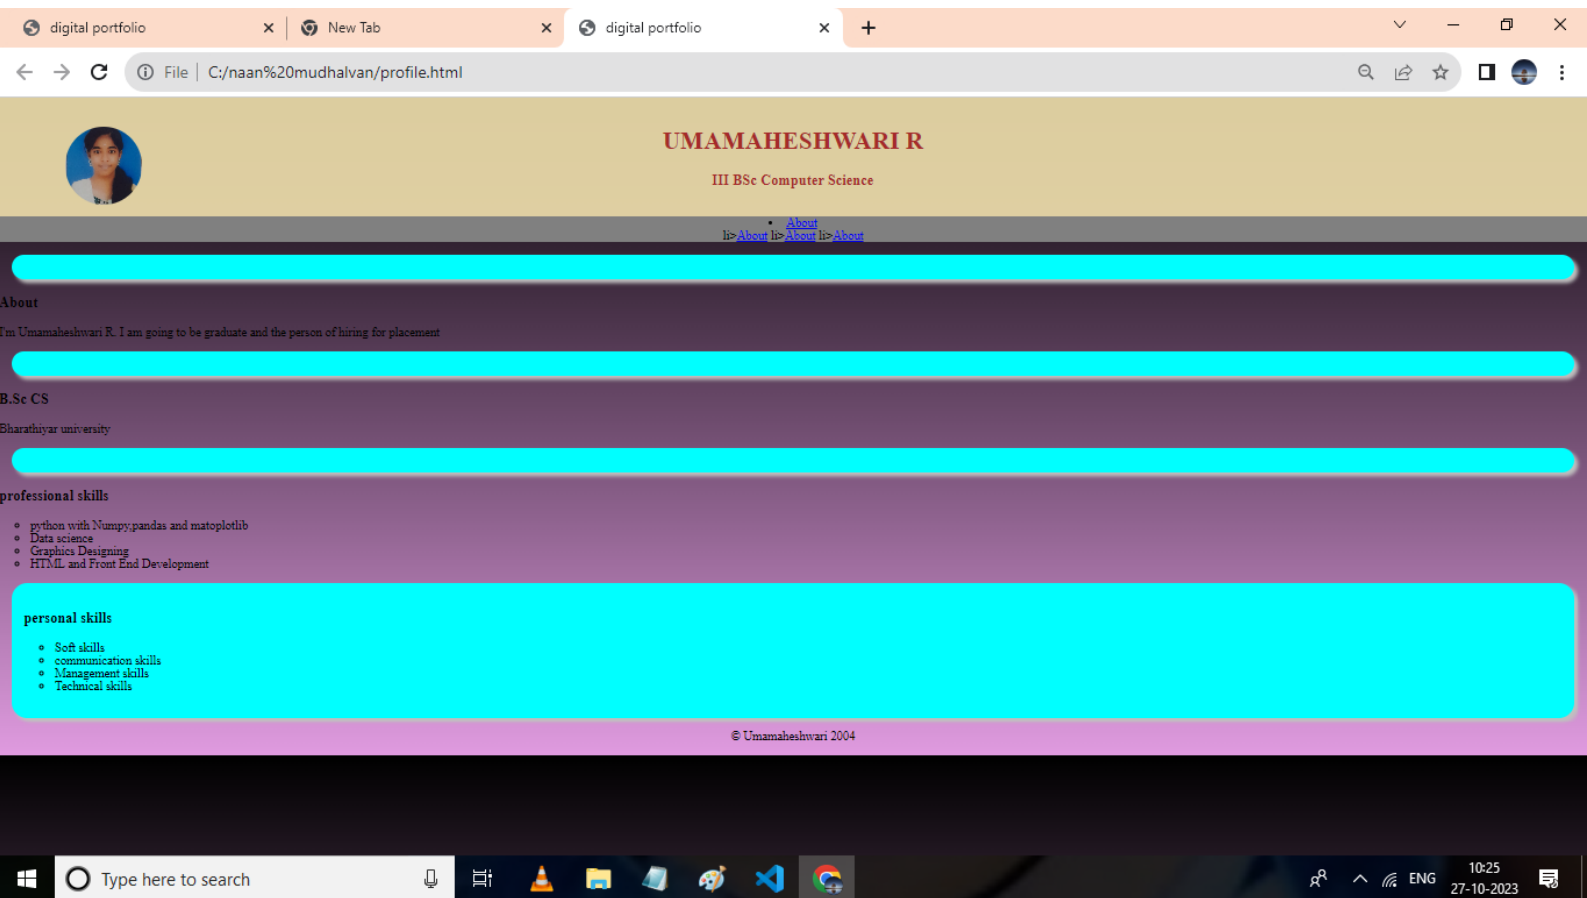 digital portfolio
New Tab
digital portfolio
File
C:/naan%20mudhalvan/profile.html
UMAMAHESHWARI R
III BSc Computer Science
About
li>About li>About li>About
About
I'm Umamaheshwari R. I am going to be graduate and the person of hiring for placement
B.Sc CS
Bharathiyar university
professional skills
python with Numpy,pandas and matoplotlib
Data science
Graphics Designing
HTML and Front End Development
personal skills
Soft skills
communication skills
Management skills
Technical skills
© Umamaheshwari 2004
Type here to search
ENG
10:25
27-10-2023